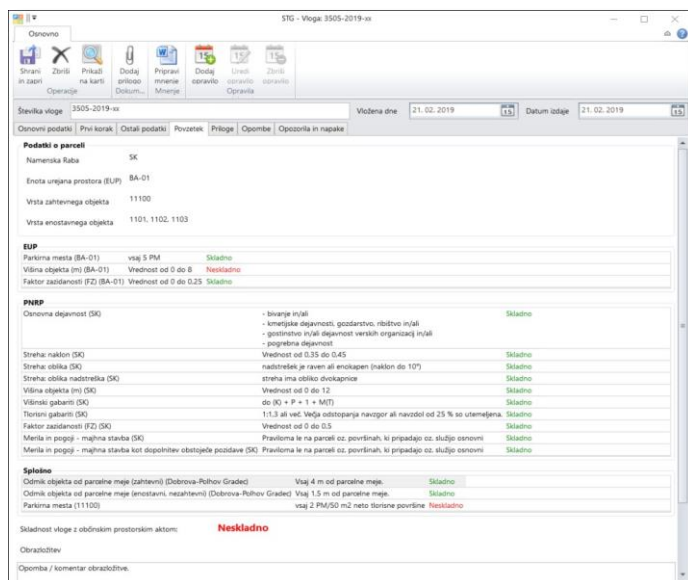 STG - Vloga: 3505-2019-xx
Osnovno
Shrani in zapri
Zbriši
Prikaži na karti
Dodaj prilogo
Pripravi mnenje
Dodaj opravilo
Uredi opravilo
Zbriši opravilo
Operacije
Dokum...
Mnenje
Opravila
Številka vloge 3505-2019-xx Vložena dne 21. 02. 2019 Datum izdaje 21. 02. 2019
Osnovni podatki Prvi korak Ostali podatki Povzetek Priloge Opombe Opozorila in napake
Podatki o parceli
Namenska Raba SK
Enota urejana prostora (EUP) BA-01
Vrsta zahtevnega objekta 11100
Vrsta enostavnega objekta 1101, 1102, 1103
EUP
Parkirna mesta (BA-01) vsaj 5 PM Skladno
Višina objekta (m) (BA-01) Vrednost od 0 do 8 Neskladno
Faktor zazidanosti (FZ) (BA-01) Vrednost od 0 do 0.25 Skladno
PNRP
Osnovna dejavnost (SK) - bivanje in/ali Skladno
- kmetijske dejavnosti, gozdarstvo, ribištvo in/ali
- gostinstvo in/ali dejavnost verskih organizacij in/ali
- pogrebna dejavnost
Streha: naklon (SK) Vrednost od 0.35 do 0.45 Skladno
Streha: oblika (SK) nadstrešek je raven ali enokapen (naklon do 10°) Skladno
Streha: oblika nadstreška (SK) streha ima obliko dvokapnice Skladno
Višina objekta (m) (SK) Vrednost od 0 do 12 Skladno
Višinski gabariti (SK) do (K) + P + 1 + M(T) Skladno
Tlorisni gabariti (SK) 1:1.3 ali več. Večja odstopanja navzgor ali navzdol od 25 % so utemeljena. Skladno
Faktor zazidanosti (FZ) (SK) Vrednost od 0 do 0.5 Skladno
Merila in pogoji - majhna stavba (SK) Praviloma le na parceli oz. površinah, ki pripadajo oz. služijo osnovni Skladno
Merila in pogoji - majhna stavba kot dopolnitev obstoječe pozidave (SK) Praviloma le na parceli oz. površinah, ki pripadajo oz. služijo osnovni Skladno
Splošno
Odmik objekta od parcelne meje (zahtevni) (Dobrova-Polhov Gradec) Vsaj 4 m od parcelne meje. Skladno
Odmik objekta od parcelne meje (enostavni, nezahtevni) (Dobrova-Polhov Gradec) Vsaj 1.5 m od parcelne meje. Skladno
Parkirna mesta (11100) vsaj 2 PM/50 m2 neto tlorisne površine Neskladno
Skladnost vloge z občinskim prostorskim aktom: Neskladno
Obrazložitev
Opomba / komentar obrazložitve.